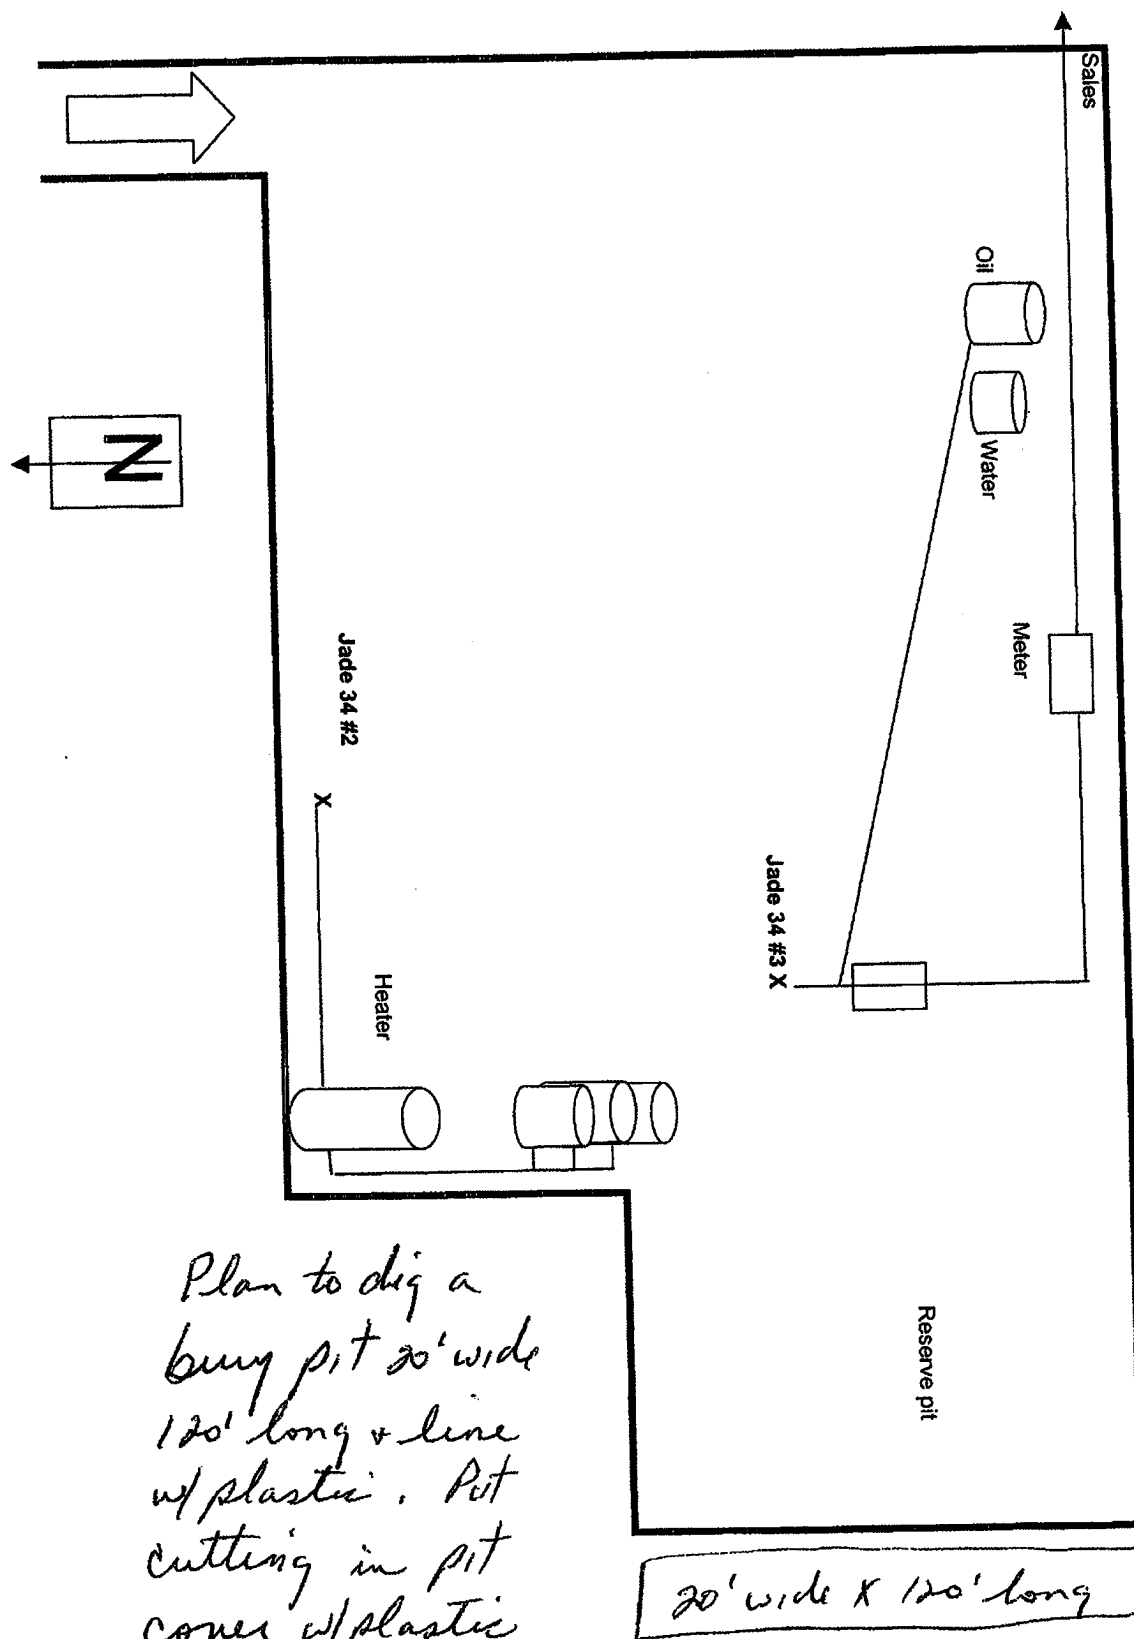 Sales
Oil
Water
N
Meter
Jade 34 #2
X
Jade 34 #3 X
Heater
Reserve pit
Plan to dig a
bury pit 20' wide
120' long & line
w/ plastic. Put
cutting in pit
cover w/ plastic
20' wide X 120' long